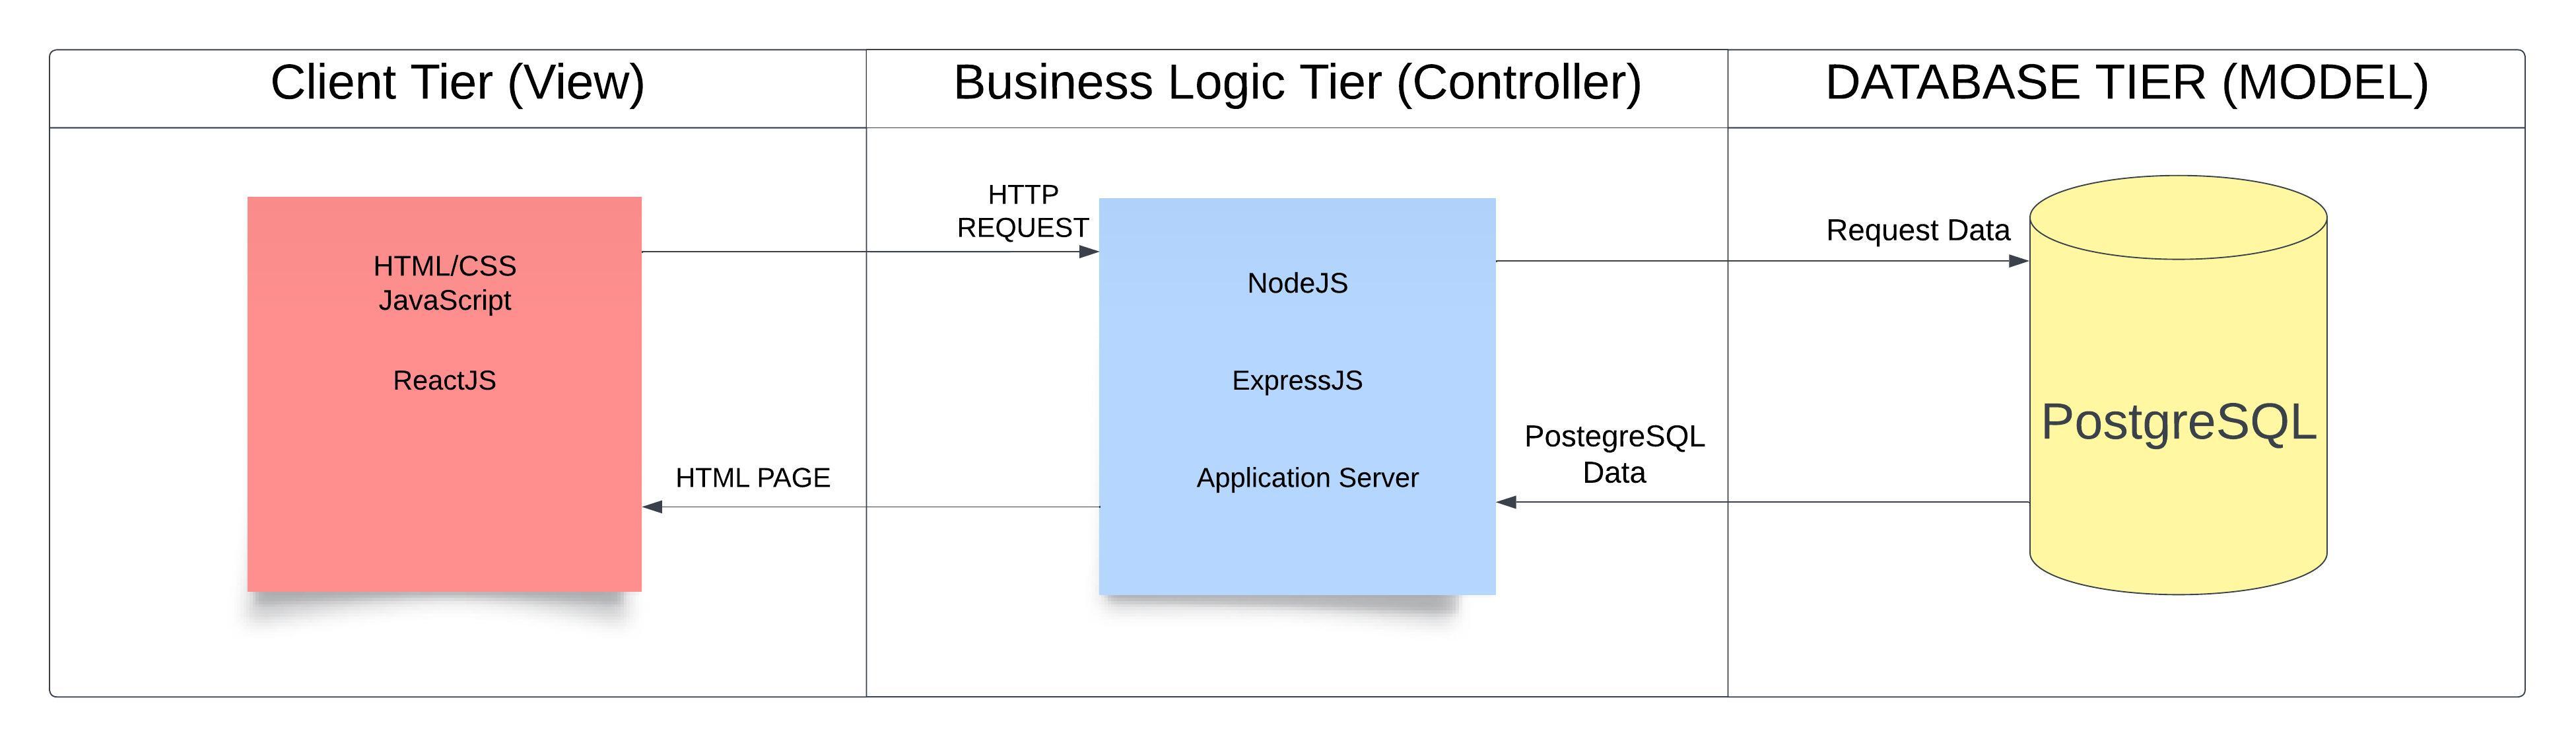 Client Tier (View)
Business Logic Tier (Controller)
DATABASE TIER (MODEL)
HTML/CSS
JavaScript
ReactJS
HTTP
REQUEST
HTML PAGE
NodeJS
ExpressJS
Application Server
Request Data
PostegreSQL
Data
PostgreSQL